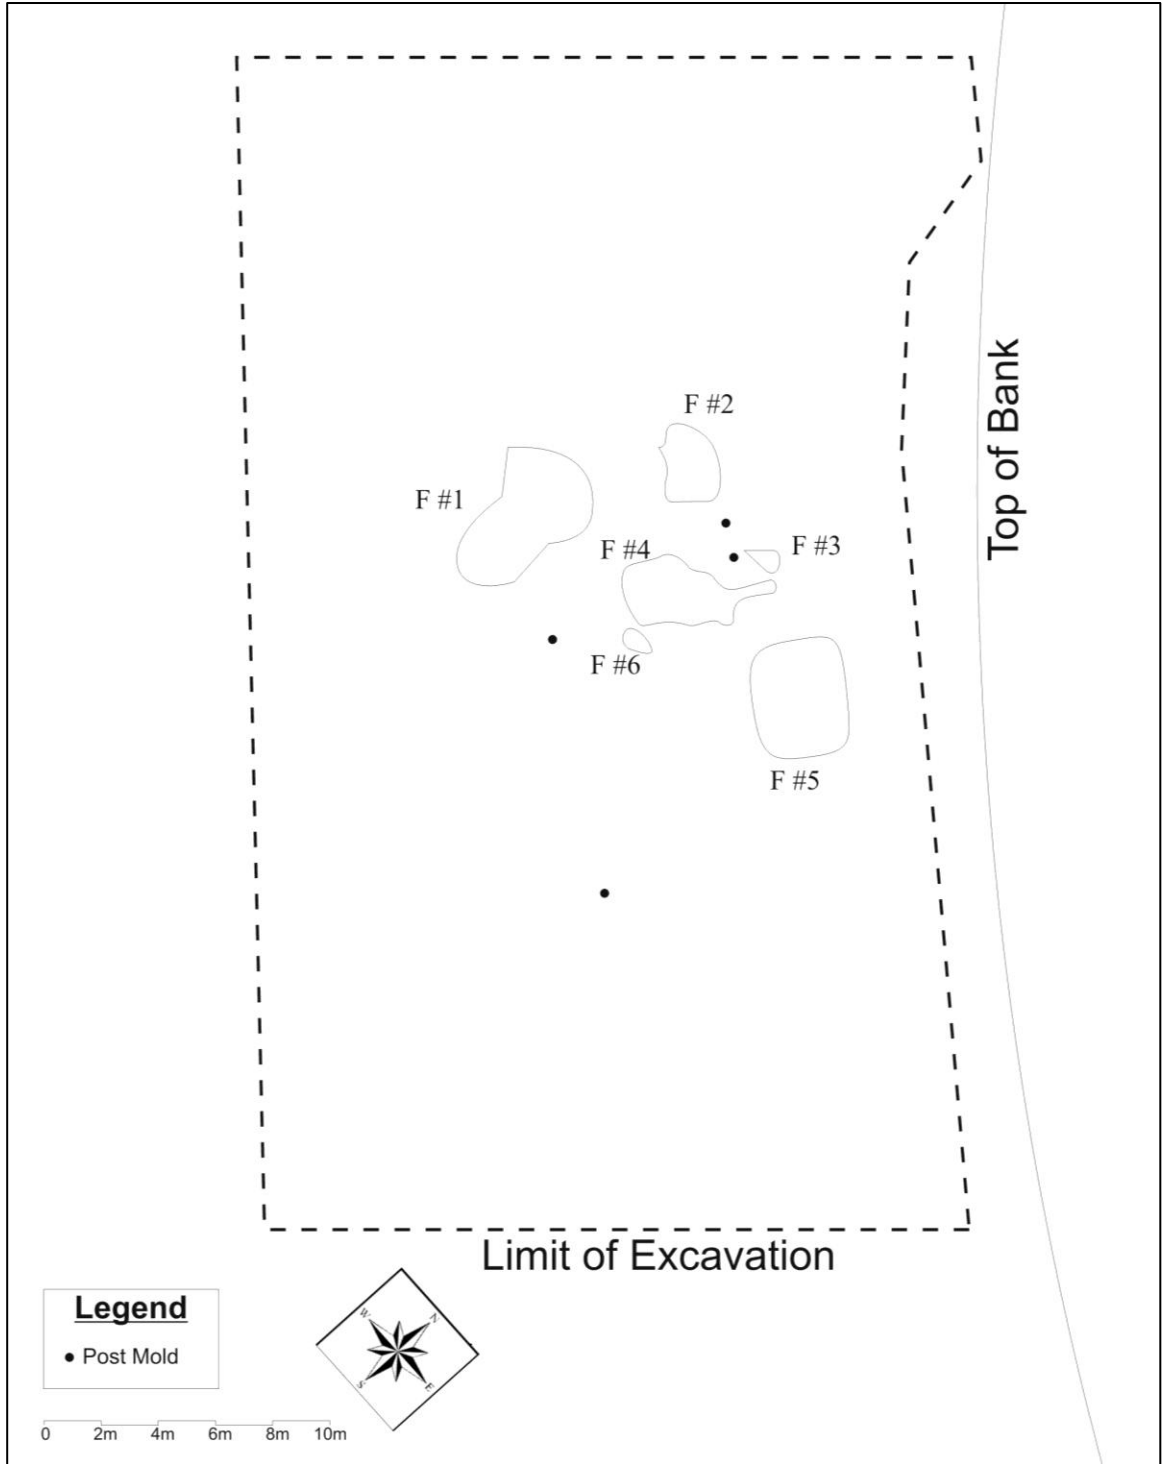 F #2
F #1
F #3
F #4
F #6
F #5
Top of Bank
Limit of Excavation
Legend
Post Mold
W
N
S
E
0 2m 4m 6m 8m 10m